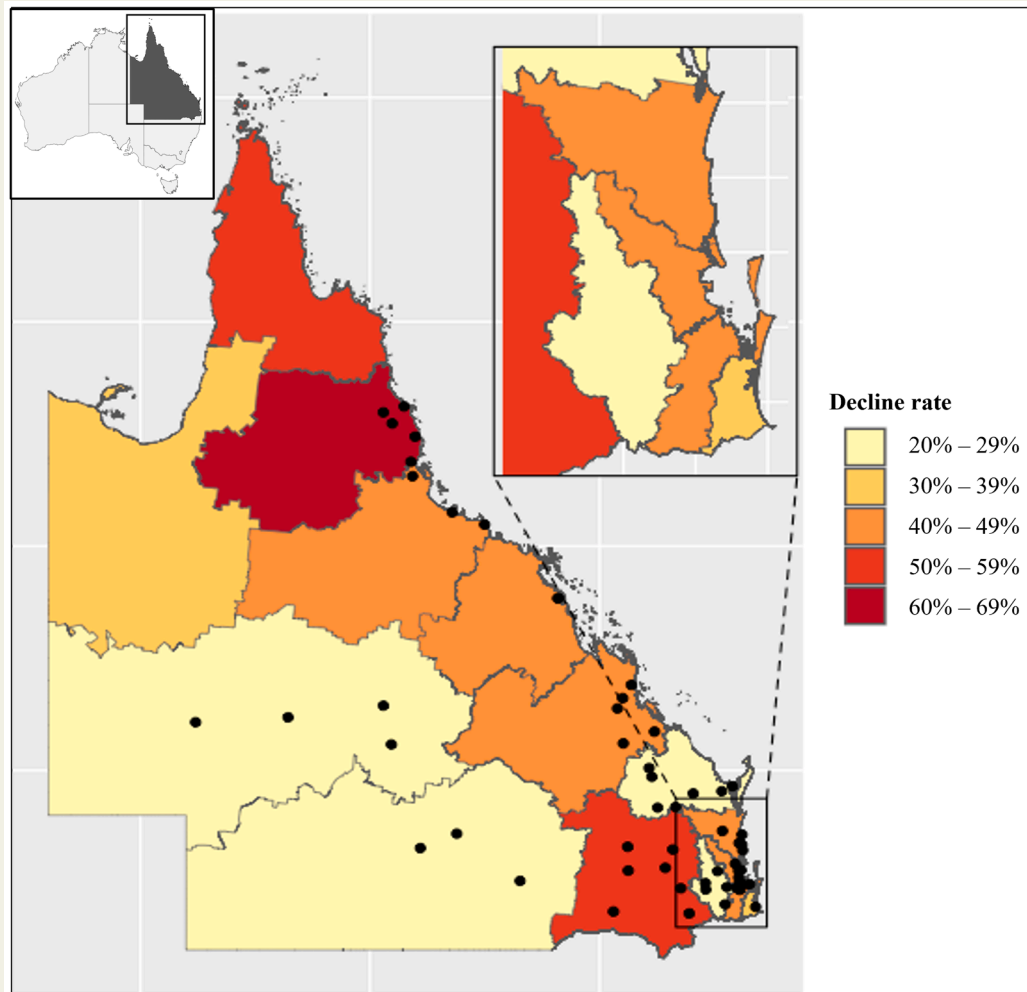 Decline rate
20% – 29%
30% – 39%
40% – 49%
50% – 59%
60% – 69%